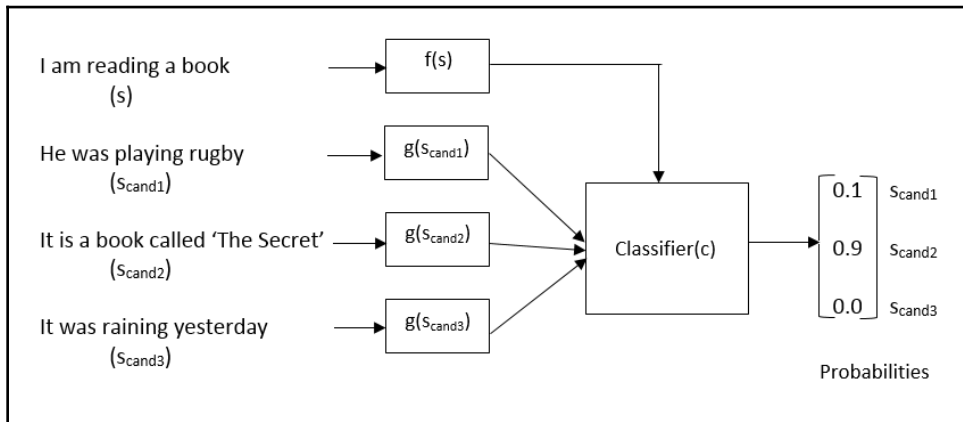 I am reading a book
(s)
f(s)
He was playing rugby
(scand1)
g(scand1)
It is a book called ‘The Secret’
(scand2)
g(scand2)
It was raining yesterday
(scand3)
g(scand3)
Classifier(c)
0.1 scand1
0.9 scand2
0.0 scand3
Probabilities